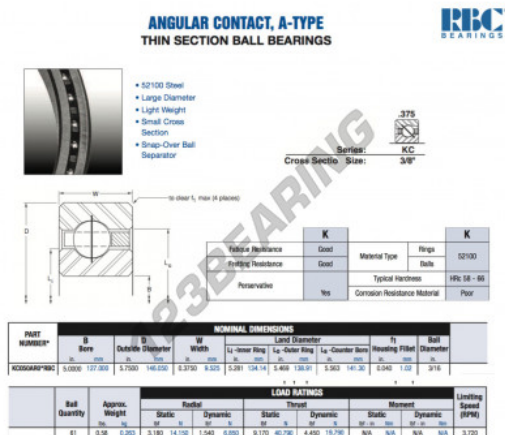 ANGULAR CONTACT, A-TYPE
THIN SECTION BALL BEARINGS
RBC
BEARINGS
• 52100 Steel
• Large Diameter
• Light Weight
• Small Cross
Section
• Snap-Over Ball
Separator
.375
Series: KC
Cross Sectio Size: 3/8"
W
to clear f₁ max (4 places)
D
B
K K
Fatigue Resistance Good Material Type Rings 52100
Fretting Resistance Good Balls
Perservative Yes Typical Hardness HRc 58 - 66
Corrosion Resistance Material Poor
123BEARING
PART NUMBER* NOMINAL DIMENSIONS
B Bore D Outside Diameter W Width Land Diameter f₁ Housing Fillet Ball Diameter
L₁ -Inner Ring L₀ -Outer Ring -Counter Bore
in. mm in. mm in. mm in. mm in. mm in. mm in. mm in.
KC050AR0*RBC 5.0000 127.000 5.7500 146.050 0.3750 9.525 5.281 134.14 5.469 138.91 5.563 141.30 0.040 1.02 3/16
Ball Quantity Approx. Weight LOAD RATINGS Limiting Speed (RPM)
Radial Thrust Moment
Static Dynamic Static Dynamic Static Dynamic
lbs. kg lbf N lbf N lbf N lbf N lbf - in Nm lbf - in Nm
61 0.58 0.263 3,180 14,150 1,540 6,850 9,170 40,790 4,450 19,790 N/A N/A N/A N/A 3,720